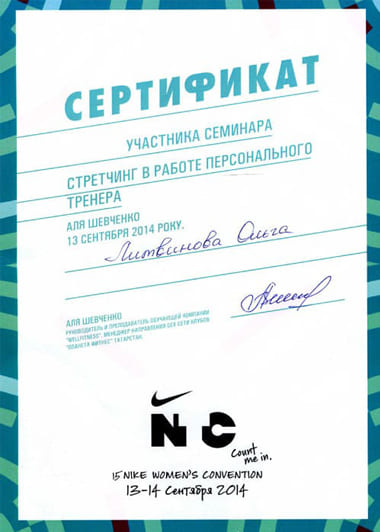 СЕРТИФИКАТ
УЧАСТНИКА СЕМИНАРА
СТРЕТЧИНГ В РАБОТЕ ПЕРСОНАЛЬНОГО
ТРЕНЕРА
АЛЯ ШЕВЧЕНКО
13 СЕНТЯБРЯ 2014 РОКУ.
Литвинова Ольга
АЛЯ ШЕВЧЕНКО
РУКОВОДИТЕЛЬ И ПРЕПОДАВАТЕЛЬ ОБУЧАЮЩЕЙ КОМПАНИИ
"WELLFITNESS", МЕНЕДЖЕР НАПРАВЛЕНИЯ GEX СЕТИ КЛУБОВ
"ПЛАНЕТА ФИТНЕС" ТАТАРСТАН.
NTC
Count
me in.
15 NIKE WOMEN'S CONVENTION
13-14 Сентября 2014